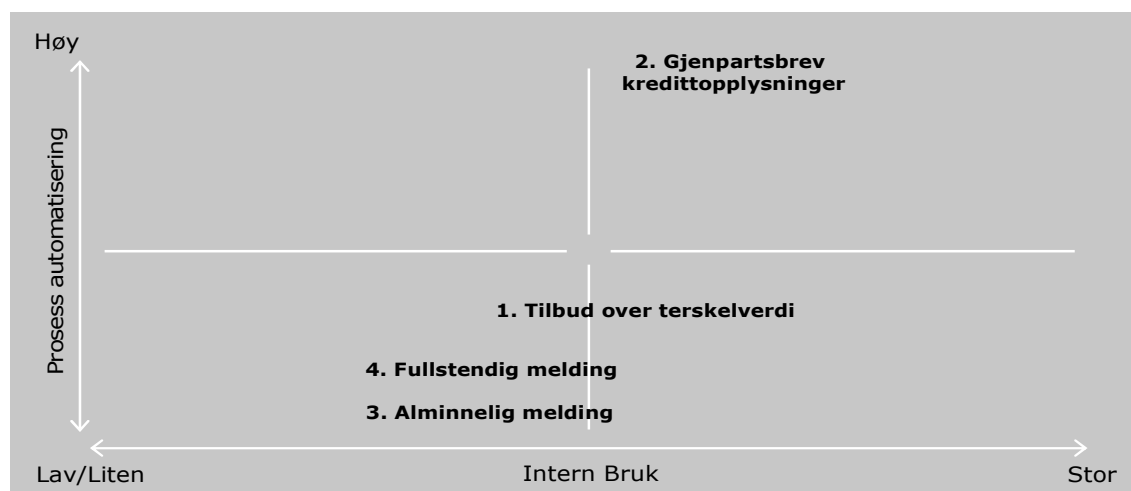 Høy
2. Gjenpartsbrev
kredittopplysninger
Prosess automatisering
1. Tilbud over terskelverdi
4. Fullstendig melding
3. Alminnelig melding
Lav/Liten
Intern Bruk
Stor